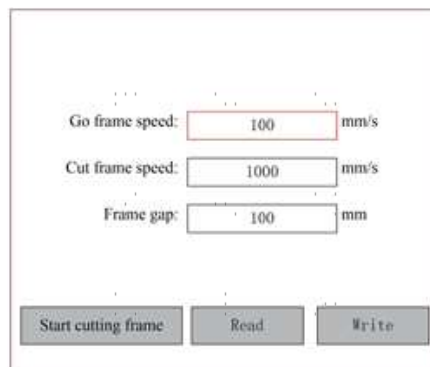 Go frame speed: 100 mm/s
Cut frame speed: 1000 mm/s
Frame gap: 100 mm
Start cutting frame Read Write